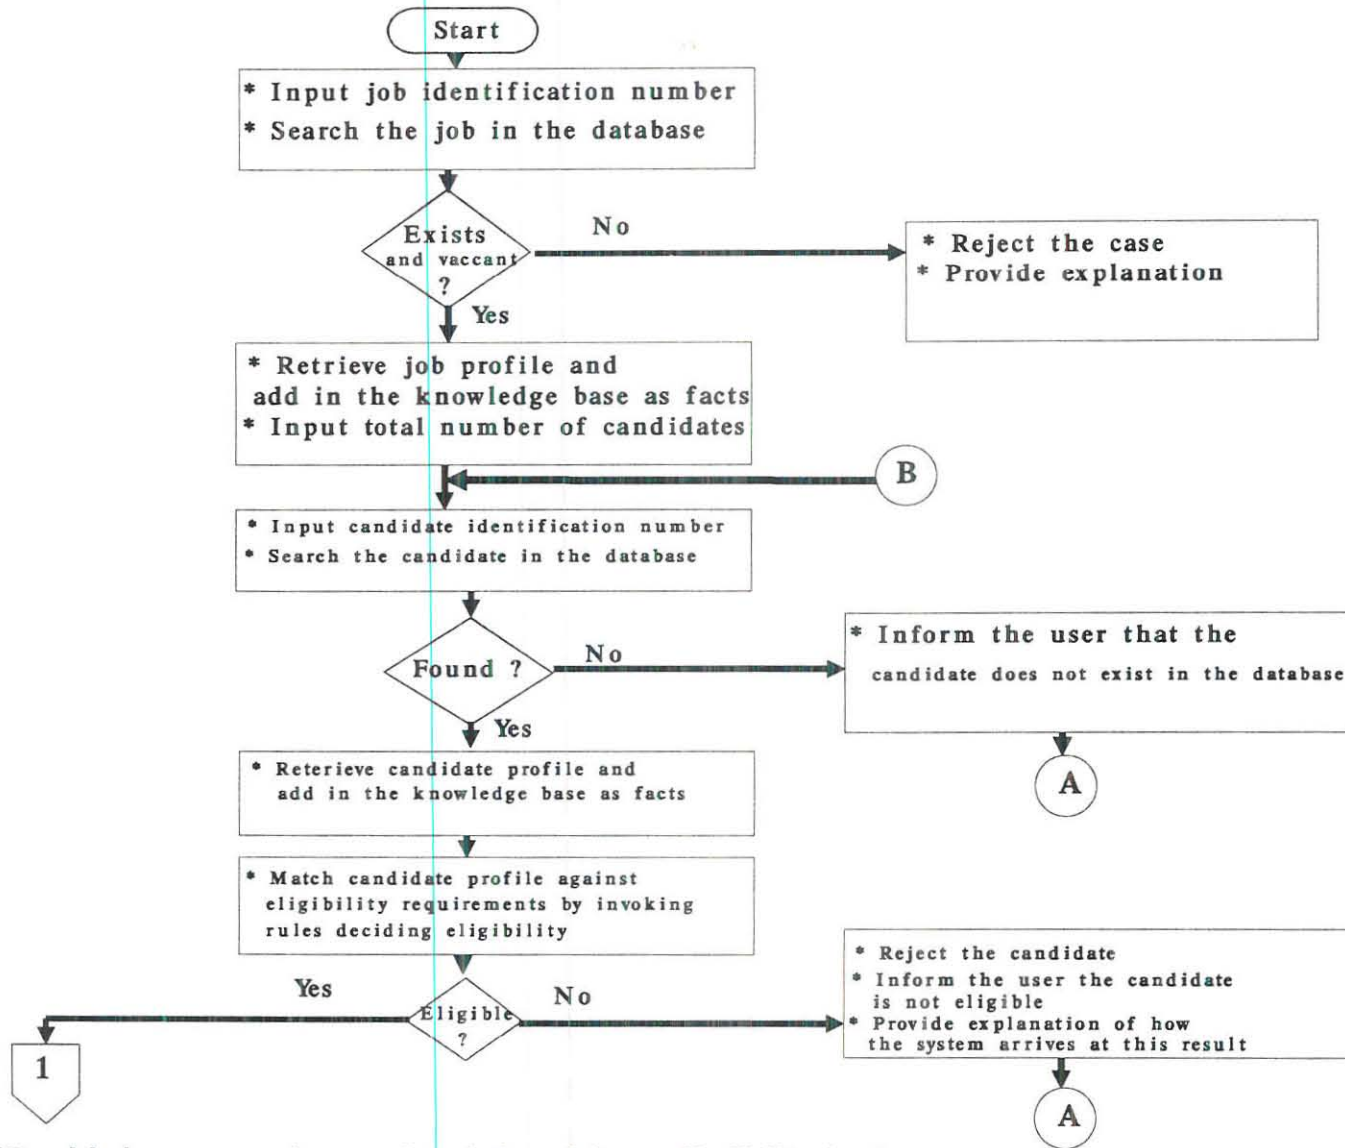 Start
* Input job identification number
* Search the job in the database
Exists
and vaccant
?
No
* Reject the case
* Provide explanation
Yes
* Retrieve job profile and
add in the knowledge base as facts
* Input total number of candidates
B
* Input candidate identification number
* Search the candidate in the database
Found ?
No
* Inform the user that the
candidate does not exist in the database
A
Yes
* Reterieve candidate profile and
add in the knowledge base as facts
* Match candidate profile against
eligibility requirements by invoking
rules deciding eligibility
Yes
Eligible
?
No
* Reject the candidate
* Inform the user the candidate
is not eligible
* Provide explanation of how
the system arrives at this result
1
A